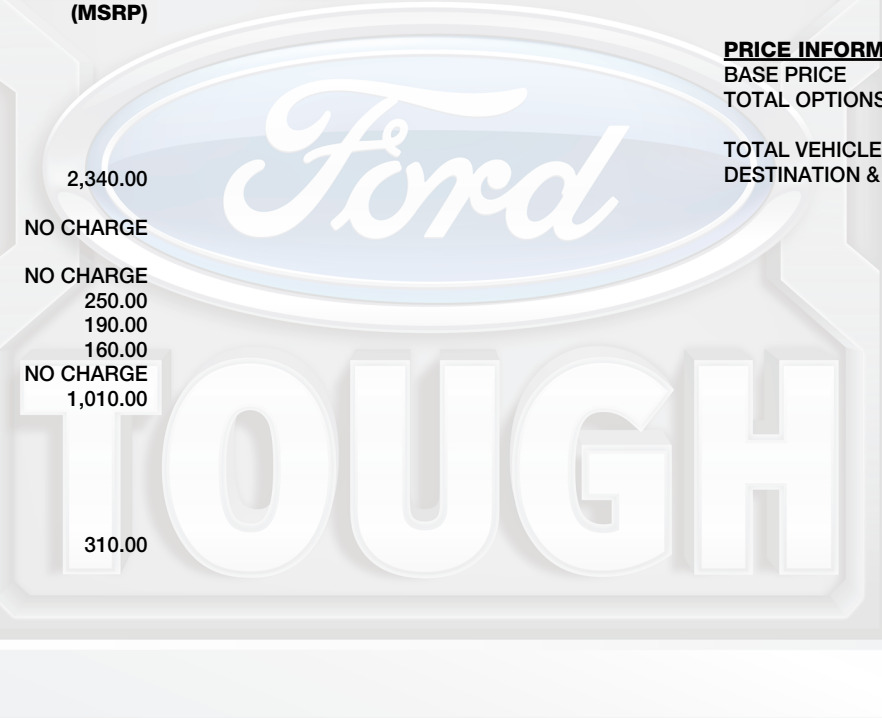 (MSRP)
2,340.00
NO CHARGE
NO CHARGE
250.00
190.00
160.00
NO CHARGE
1,010.00
310.00
PRICE INFORM
BASE PRICE
TOTAL OPTIONS
TOTAL VEHICLE
DESTINATION &
Ford
TOUGH